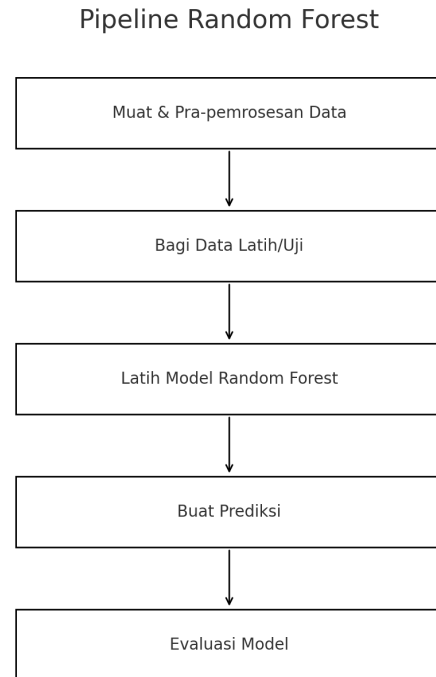 Pipeline Random Forest
Muat & Pra-pemrosesan Data
Bagi Data Latih/Uji
Latih Model Random Forest
Buat Prediksi
Evaluasi Model